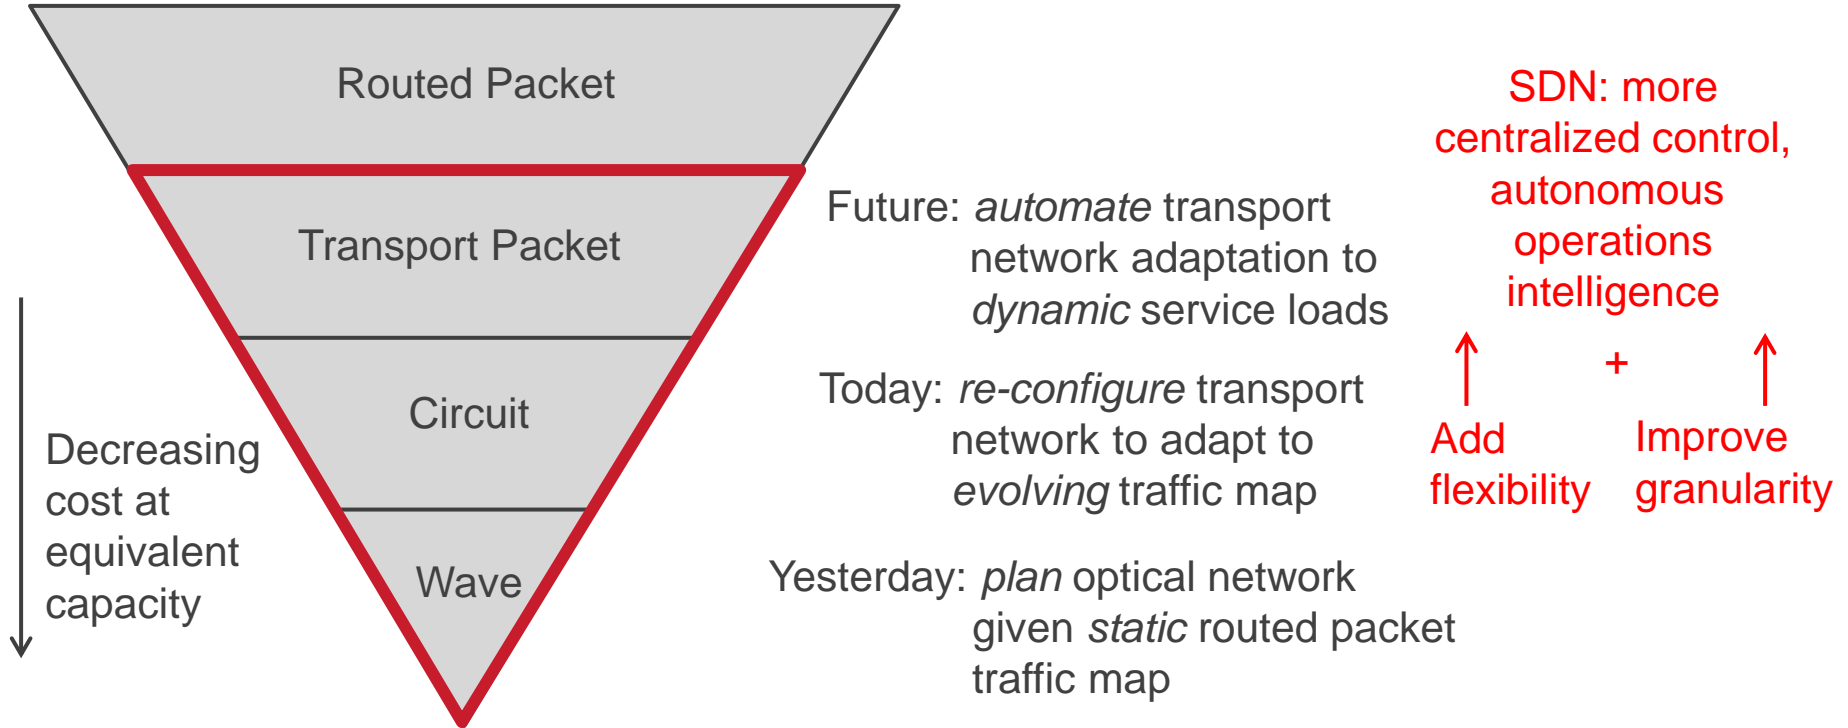 Routed Packet
Transport Packet
Circuit
Wave
Decreasing
cost at
equivalent
capacity
Future: automate transport
network adaptation to
dynamic service loads
Today: re-configure transport
network to adapt to
evolving traffic map
Yesterday: plan optical network
given static routed packet
traffic map
SDN: more
centralized control,
autonomous
operations
intelligence
+
Add
flexibility
Improve
granularity